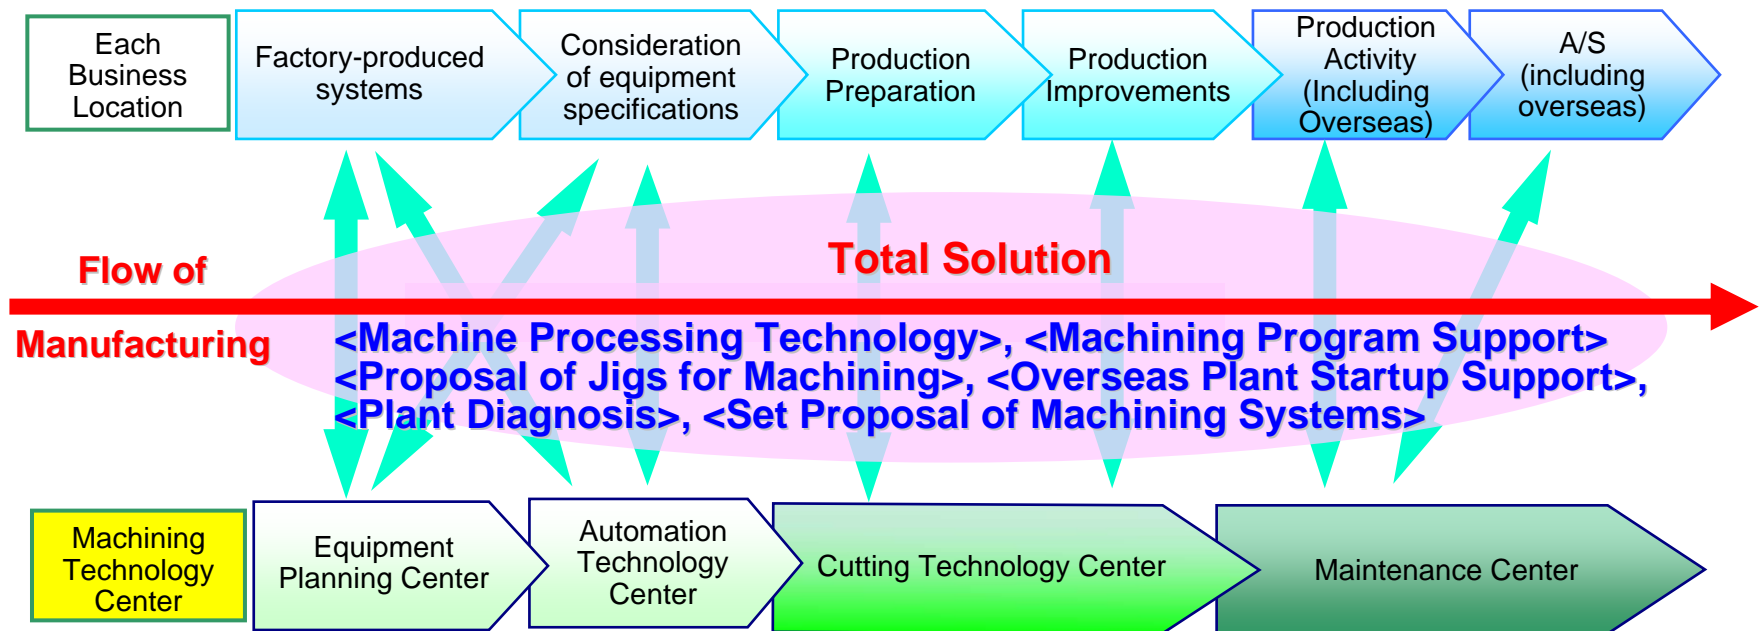 Each
Business
Location
Factory-produced
systems
Consideration
of equipment
specifications
Production
Preparation
Production
Improvements
Production
Activity
(Including
Overseas)
A/S
(including
overseas)
Flow of
Manufacturing
Total Solution
<Machine Processing Technology>, <Machining Program Support>
<Proposal of Jigs for Machining>, <Overseas Plant Startup Support>,
<Plant Diagnosis>, <Set Proposal of Machining Systems>
Machining
Technology
Center
Equipment
Planning Center
Automation
Technology
Center
Cutting Technology Center
Maintenance Center